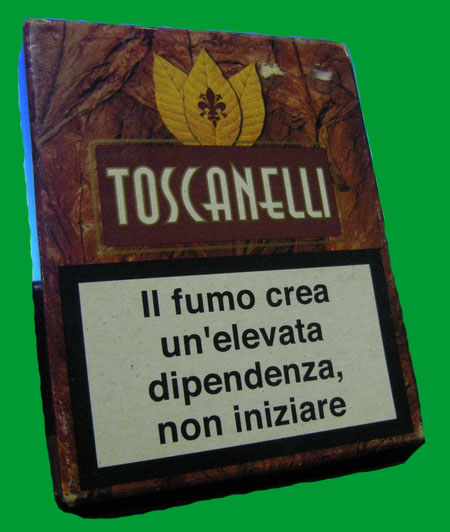 TOSCANELLI
Il fumo crea
un'elevata
dipendenza,
non iniziare